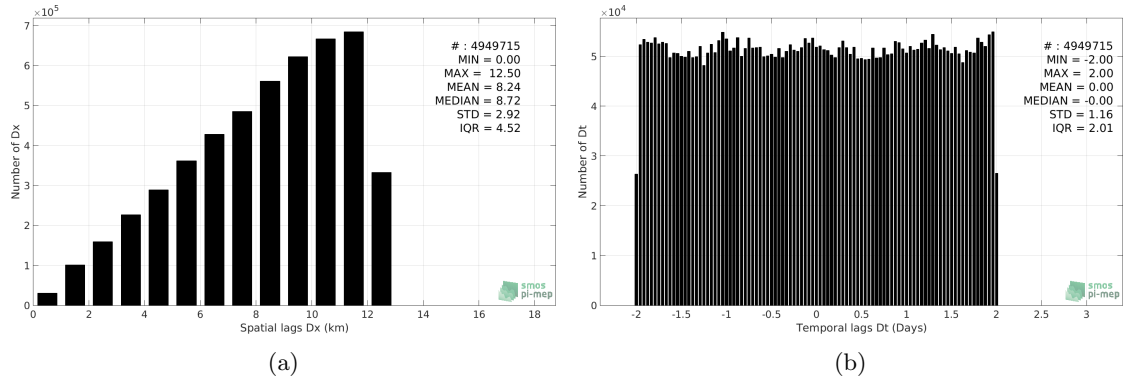 ×10⁵
7
6
5
4
3
2
1
0
Number of Dx
# : 4949715
MIN = 0.00
MAX = 12.50
MEAN = 8.24
MEDIAN = 8.72
STD = 2.92
IQR = 4.52
smos
pi-mep
0 2 4 6 8 10 12 14 16 18
Spatial lags Dx (km)
(a)
×10⁴
5
4
3
2
1
0
Number of Dt
# : 4949715
MIN = -2.00
MAX = 2.00
MEAN = 0.00
MEDIAN = -0.00
STD = 1.16
IQR = 2.01
smos
pi-mep
-2 -1.5 -1 -0.5 0 0.5 1 1.5 2 2.5 3
Temporal lags Dt (Days)
(b)